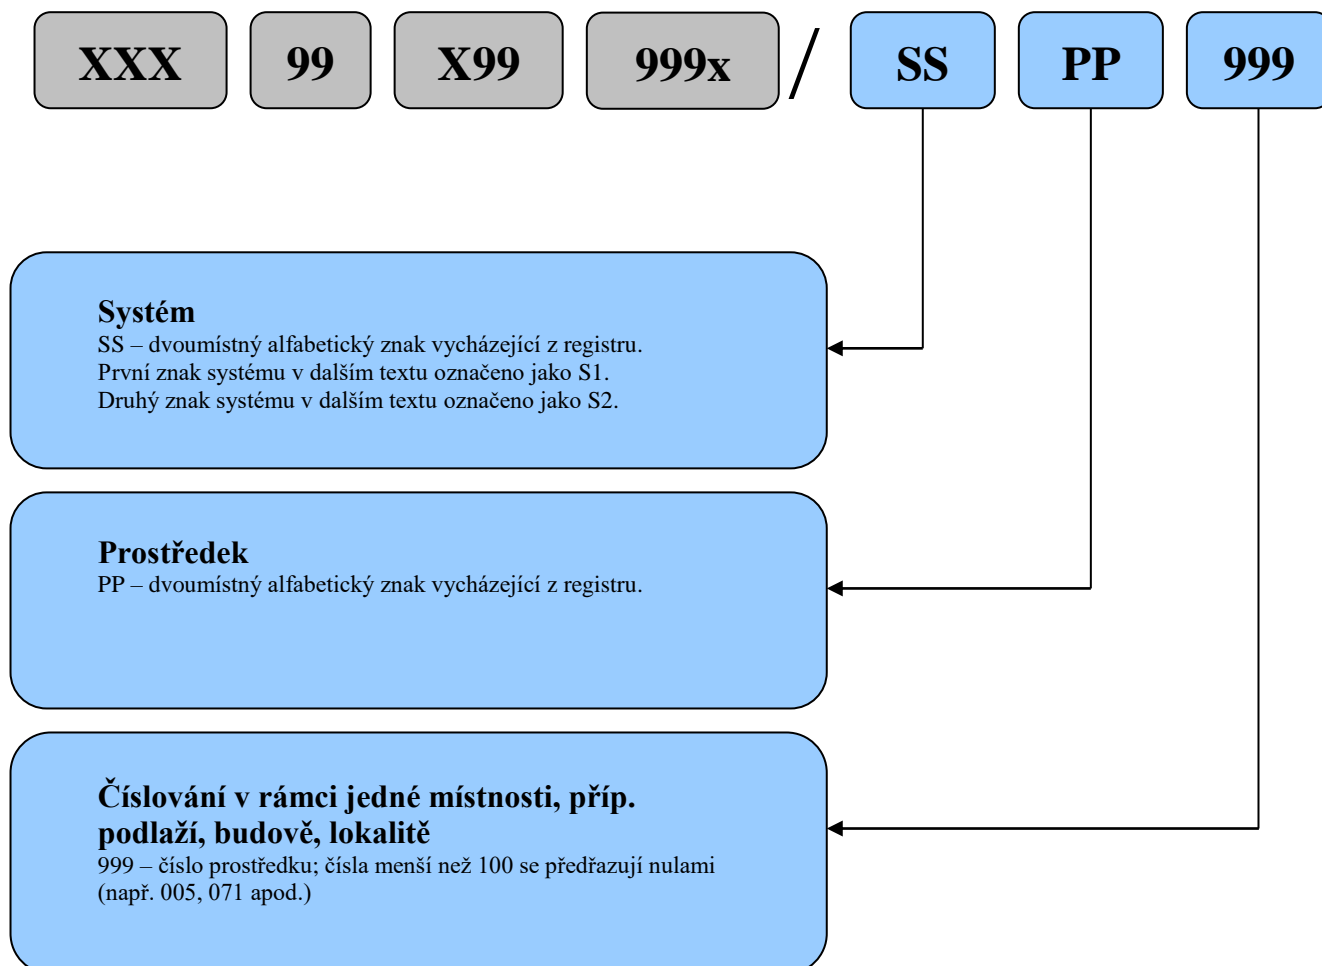 XXX 99 X99 999x / SS PP 999
Systém
SS – dvoumístný alfabetický znak vycházející z registru.
První znak systému v dalším textu označeno jako S1.
Druhý znak systému v dalším textu označeno jako S2.
Prostředek
PP – dvoumístný alfabetický znak vycházející z registru.
Číslování v rámci jedné místnosti, příp.
podlaží, budově, lokalitě
999 – číslo prostředku; čísla menší než 100 se předřazují nulami
(např. 005, 071 apod.)